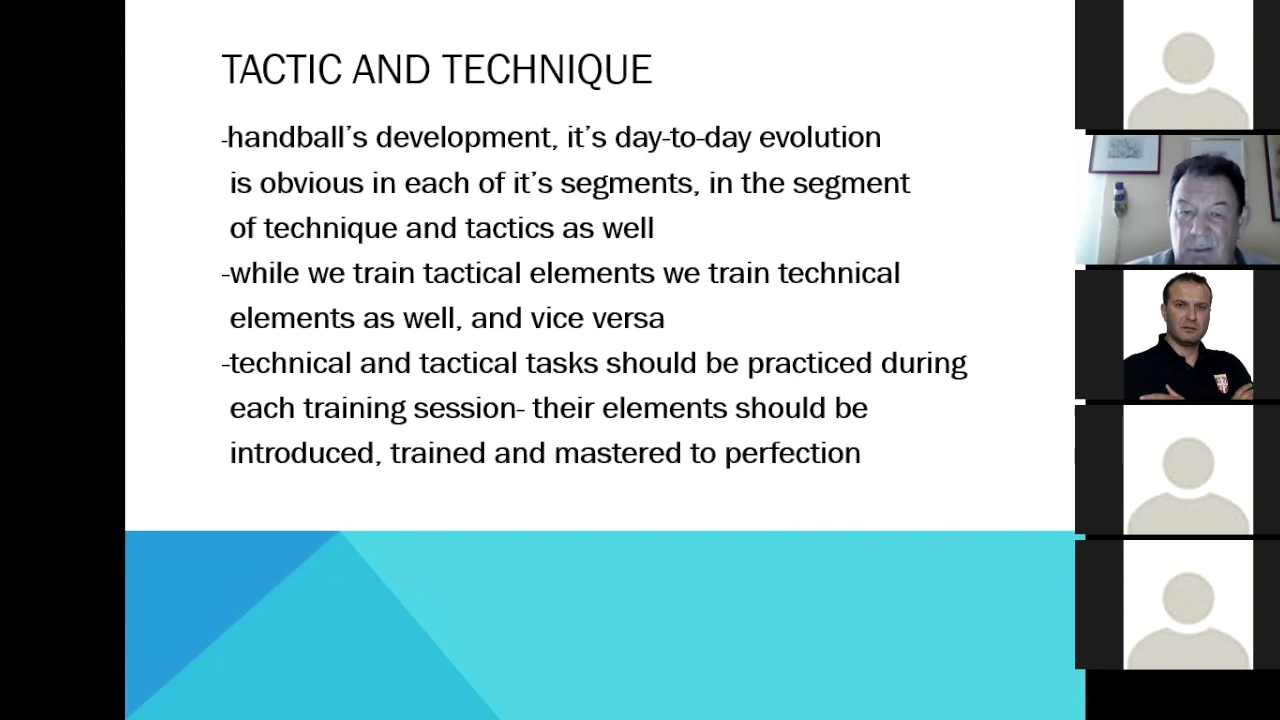 TACTIC AND TECHNIQUE
-handball's development, it's day-to-day evolution
is obvious in each of it's segments, in the segment
of technique and tactics as well
-while we train tactical elements we train technical
elements as well, and vice versa
-technical and tactical tasks should be practiced during
each training session- their elements should be
introduced, trained and mastered to perfection